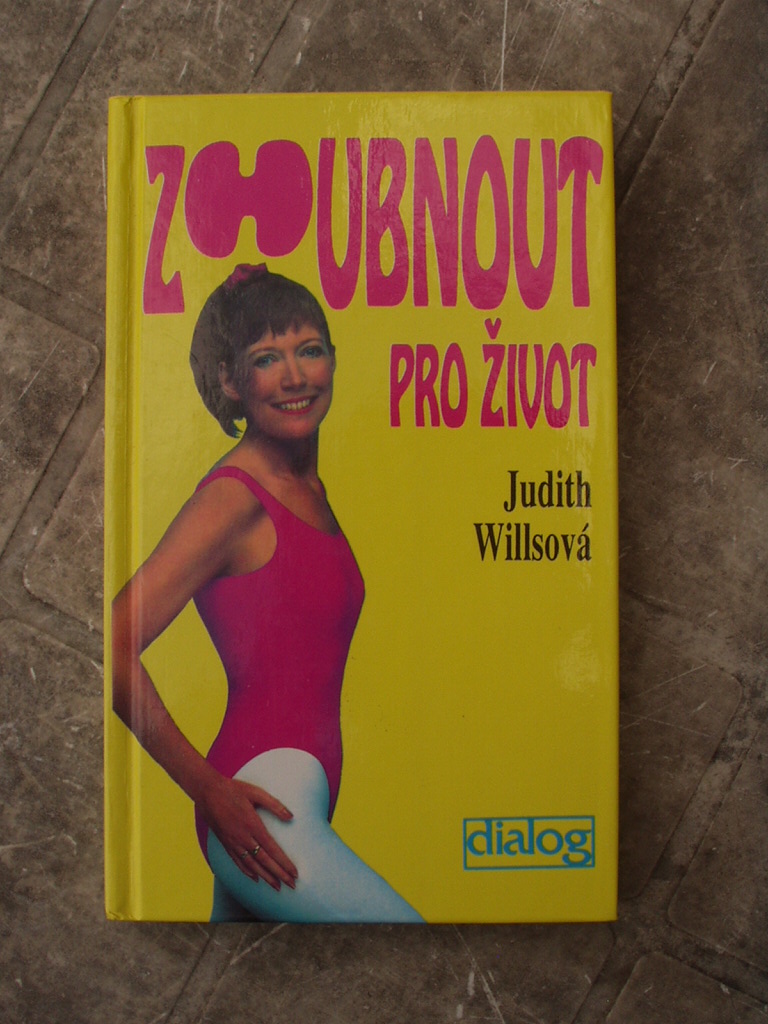 ZHUBNOUT
PRO ŽIVOT
Judith
Willsová
dialog